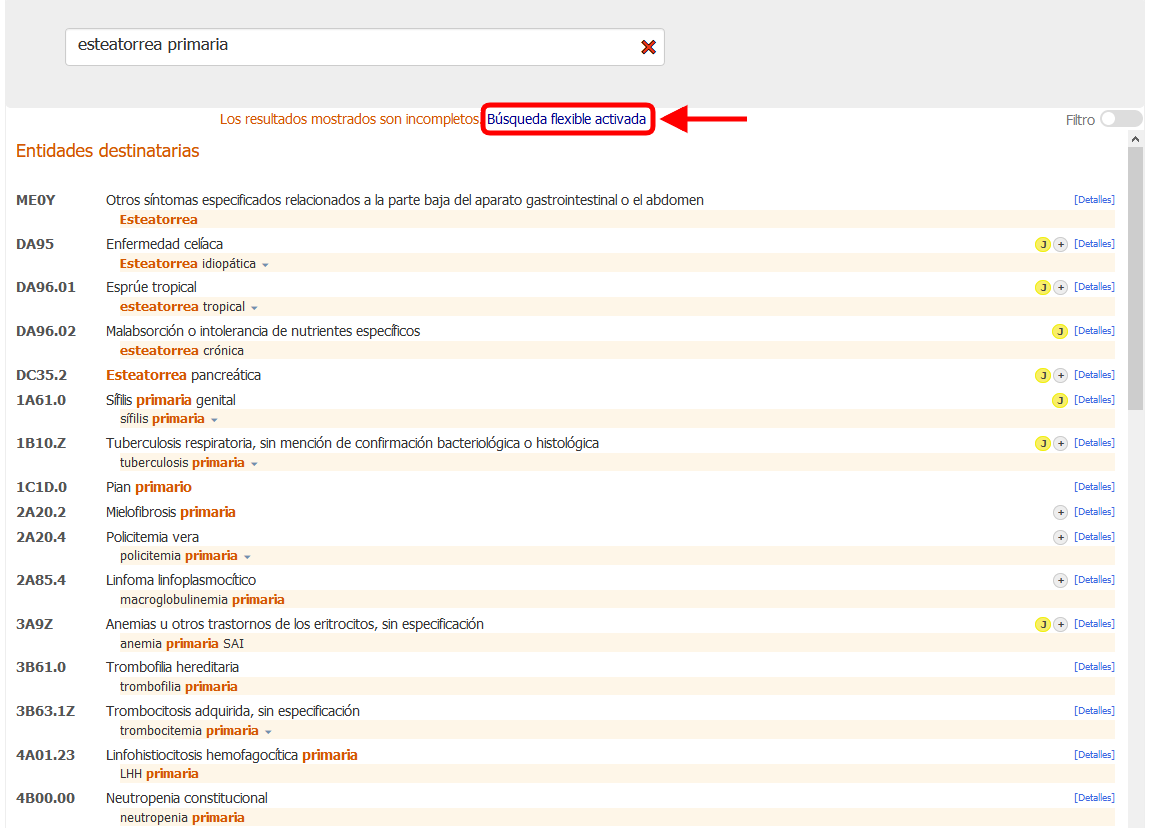 esteatorrea primaria
Los resultados mostrados son incompletos. Búsqueda flexible activada Filtro
Entidades destinatarias
ME0Y Otros síntomas especificados relacionados a la parte baja del aparato gastrointestinal o el abdomen [Detalles]
Esteatorrea
DA95 Enfermedad celíaca J + [Detalles]
Esteatorrea idiopática
DA96.01 Esprúe tropical J + [Detalles]
esteatorrea tropical
DA96.02 Malabsorción o intolerancia de nutrientes específicos J [Detalles]
esteatorrea crónica
DC35.2 Esteatorrea pancreática J + [Detalles]
1A61.0 Sífilis primaria genital J [Detalles]
sífilis primaria
1B10.Z Tuberculosis respiratoria, sin mención de confirmación bacteriológica o histológica J + [Detalles]
tuberculosis primaria
1C1D.0 Pian primario [Detalles]
2A20.2 Mielofibrosis primaria + [Detalles]
2A20.4 Policitemia vera + [Detalles]
policitemia primaria
2A85.4 Linfoma linfoplasmocítico + [Detalles]
macroglobulinemia primaria
3A9Z Anemias u otros trastornos de los eritrocitos, sin especificación J + [Detalles]
anemia primaria SAI
3B61.0 Trombofilia hereditaria [Detalles]
trombofilia primaria
3B63.1Z Trombocitosis adquirida, sin especificación [Detalles]
trombocitemia primaria
4A01.23 Linfohistiocitosis hemofagocítica primaria [Detalles]
LHH primaria
4B00.00 Neutropenia constitucional [Detalles]
neutropenia primaria